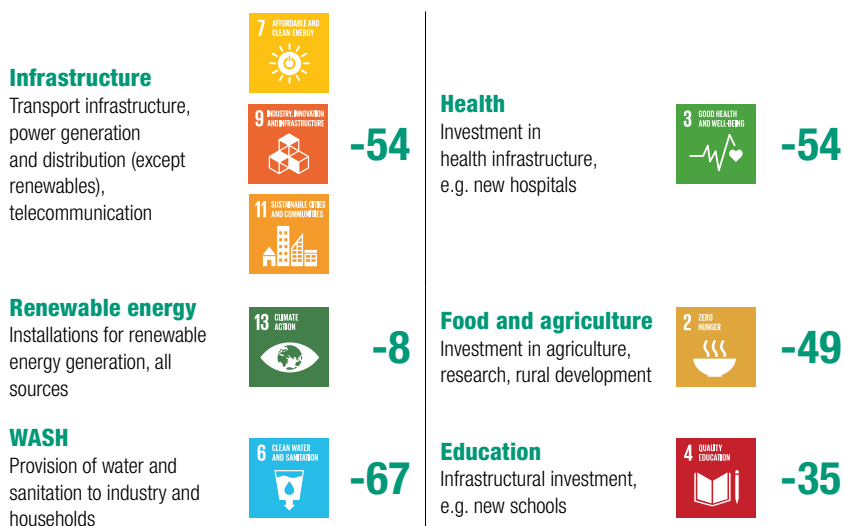 Infrastructure
Transport infrastructure,
power generation
and distribution (except
renewables),
telecommunication
7 AFFORDABLE AND
CLEAN ENERGY
9 INDUSTRY, INNOVATION
AND INFRASTRUCTURE
11 SUSTAINABLE CITIES
AND COMMUNITIES
-54
Health
Investment in
health infrastructure,
e.g. new hospitals
3 GOOD HEALTH
AND WELL-BEING
-54
Renewable energy
Installations for renewable
energy generation, all
sources
13 CLIMATE
ACTION
-8
Food and agriculture
Investment in agriculture,
research, rural development
2 ZERO
HUNGER
-49
WASH
Provision of water and
sanitation to industry and
households
6 CLEAN WATER
AND SANITATION
-67
Education
Infrastructural investment,
e.g. new schools
4 QUALITY
EDUCATION
-35